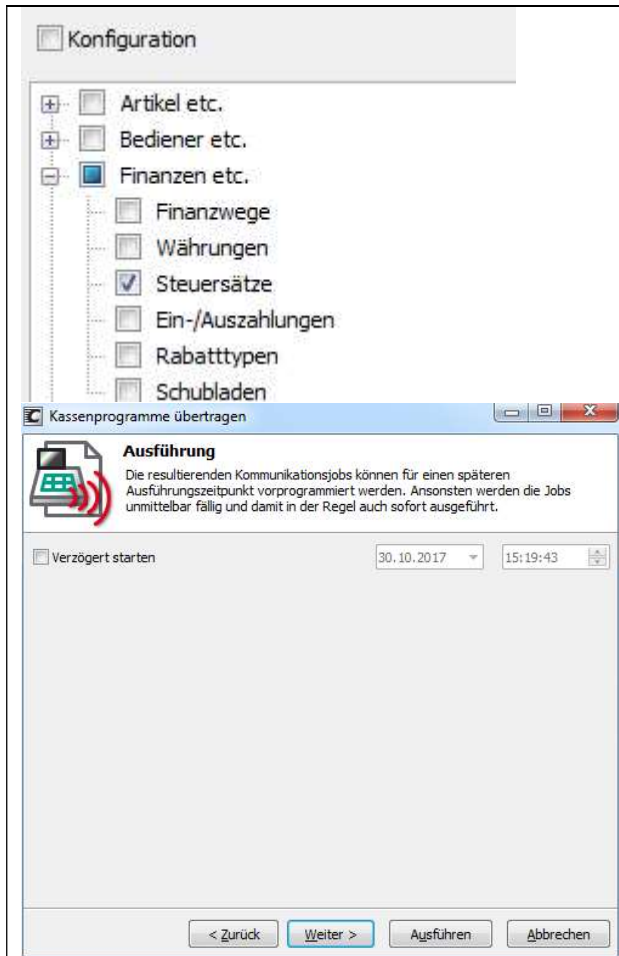 Konfiguration
Artikel etc.
Bediener etc.
Finanzen etc.
Finanzwege
Währungen
Steuersätze
Ein-/Auszahlungen
Rabatttypen
Schubladen
Kassenprogramme übertragen
Ausführung
Die resultierenden Kommunikationsjobs können für einen späteren
Ausführungszeitpunkt vorprogrammiert werden. Ansonsten werden die Jobs
unmittelbar fällig und damit in der Regel auch sofort ausgeführt.
Verzögert starten 30.10.2017 15:19:43
< Zurück Weiter > Ausführen Abbrechen